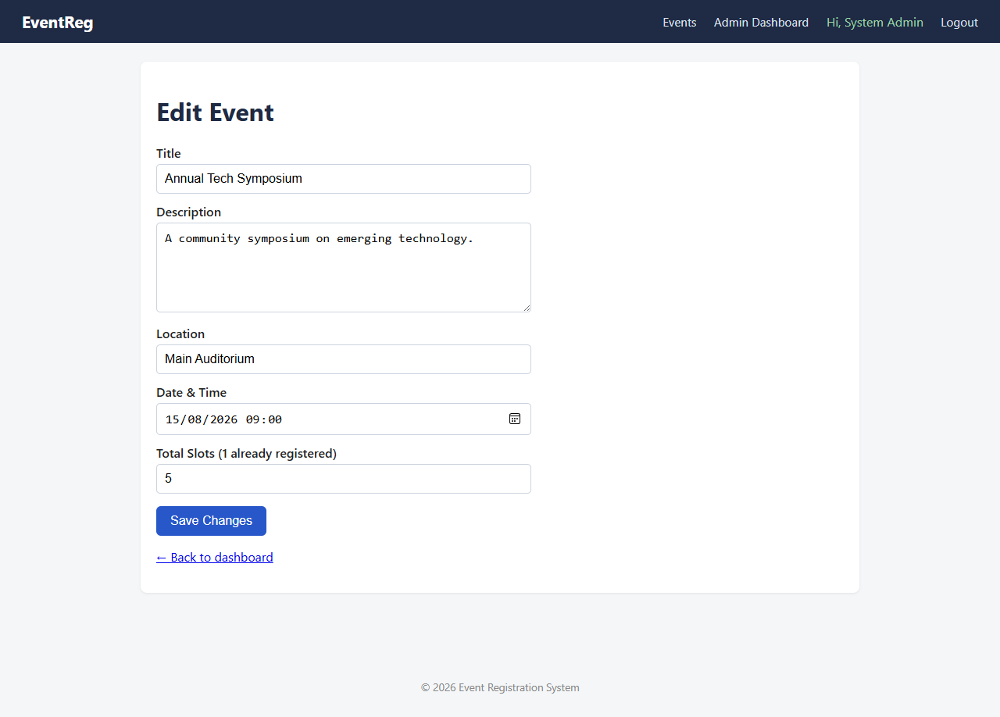 EventReg
Events Admin Dashboard Hi, System Admin Logout
Edit Event
Title
Annual Tech Symposium
Description
A community symposium on emerging technology.
Location
Main Auditorium
Date & Time
15/08/2026 09:00
Total Slots (1 already registered)
5
Save Changes
← Back to dashboard
© 2026 Event Registration System